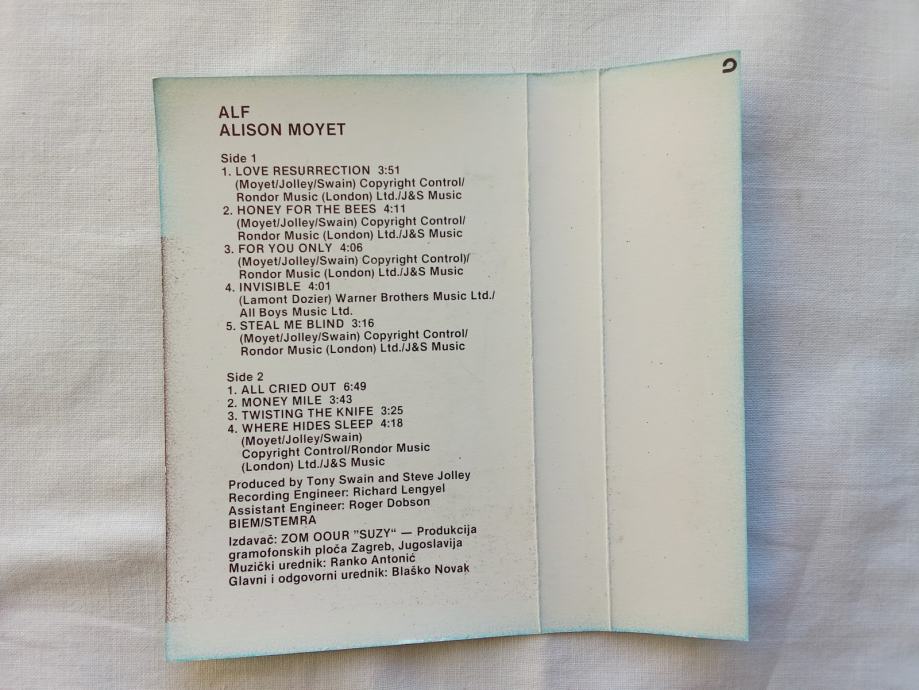 ALF
ALISON MOYET
Side 1
1. LOVE RESURRECTION 3:51
(Moyet/Jolley/Swain) Copyright Control/
Rondor Music (London) Ltd./J&S Music
2. HONEY FOR THE BEES 4:11
(Moyet/Jolley/Swain) Copyright Control/
Rondor Music (London) Ltd./J&S Music
3. FOR YOU ONLY 4:06
(Moyet/Jolley/Swain) Copyright Control)/
Rondor Music (London) Ltd./J&S Music
4. INVISIBLE 4:01
(Lamont Dozier) Warner Brothers Music Ltd./
All Boys Music Ltd.
5. STEAL ME BLIND 3:16
(Moyet/Jolley/Swain) Copyright Control/
Rondor Music (London) Ltd./J&S Music
Side 2
1. ALL CRIED OUT 6:49
2. MONEY MILE 3:43
3. TWISTING THE KNIFE 3:25
4. WHERE HIDES SLEEP 4:18
(Moyet/Jolley/Swain)
Copyright Control/Rondor Music
(London) Ltd./J&S Music
Produced by Tony Swain and Steve Jolley
Recording Engineer: Richard Lengyel
Assistant Engineer: Roger Dobson
BIEM/STEMRA
Izdavač: ZOM OOUR "SUZY“ — Produkcija
gramofonskih ploča Zagreb, Jugoslavija
Muzički urednik: Ranko Antonić
Glavni i odgovorni urednik: Blaško Novak